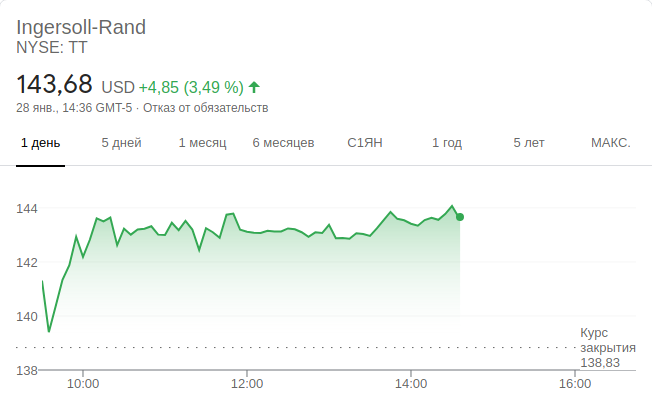 Ingersoll-Rand
NYSE: TT
143,68 USD +4,85 (3,49 %)
28 янв., 14:36 GMT-5 · Отказ от обязательств
1 день 5 дней 1 месяц 6 месяцев С1ЯН 1 год 5 лет МАКС.
144
142
140
Курс
закрытия
138,83
138
10:00 12:00 14:00 16:00